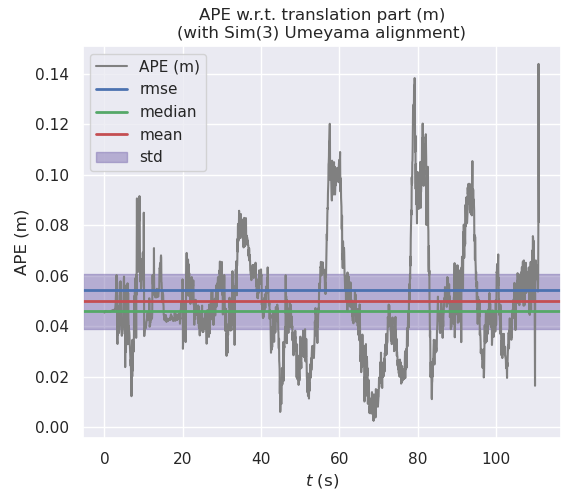 APE w.r.t. translation part (m)
(with Sim(3) Umeyama alignment)
APE (m)
rmse
median
mean
std
APE (m)
0.14
0.12
0.10
0.08
0.06
0.04
0.02
0.00
0 20 40 60 80 100
t (s)